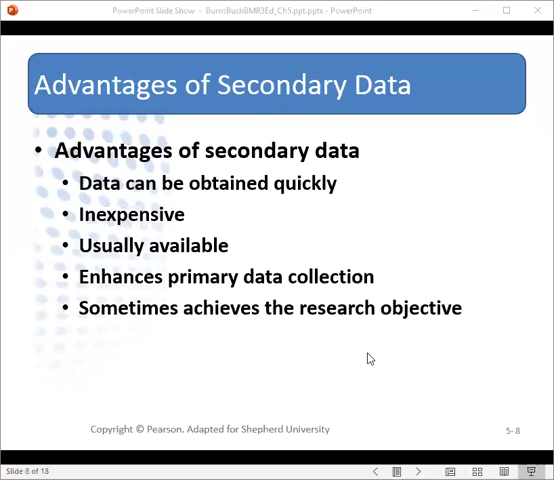 PowerPoint Slide Show - BurnsBushBMR3Ed_Ch5.ppt.pptx - PowerPoint
Advantages of Secondary Data
• Advantages of secondary data
• Data can be obtained quickly
• Inexpensive
• Usually available
• Enhances primary data collection
• Sometimes achieves the research objective
Copyright © Pearson. Adapted for Shepherd University
5- 8
Slide 8 of 18